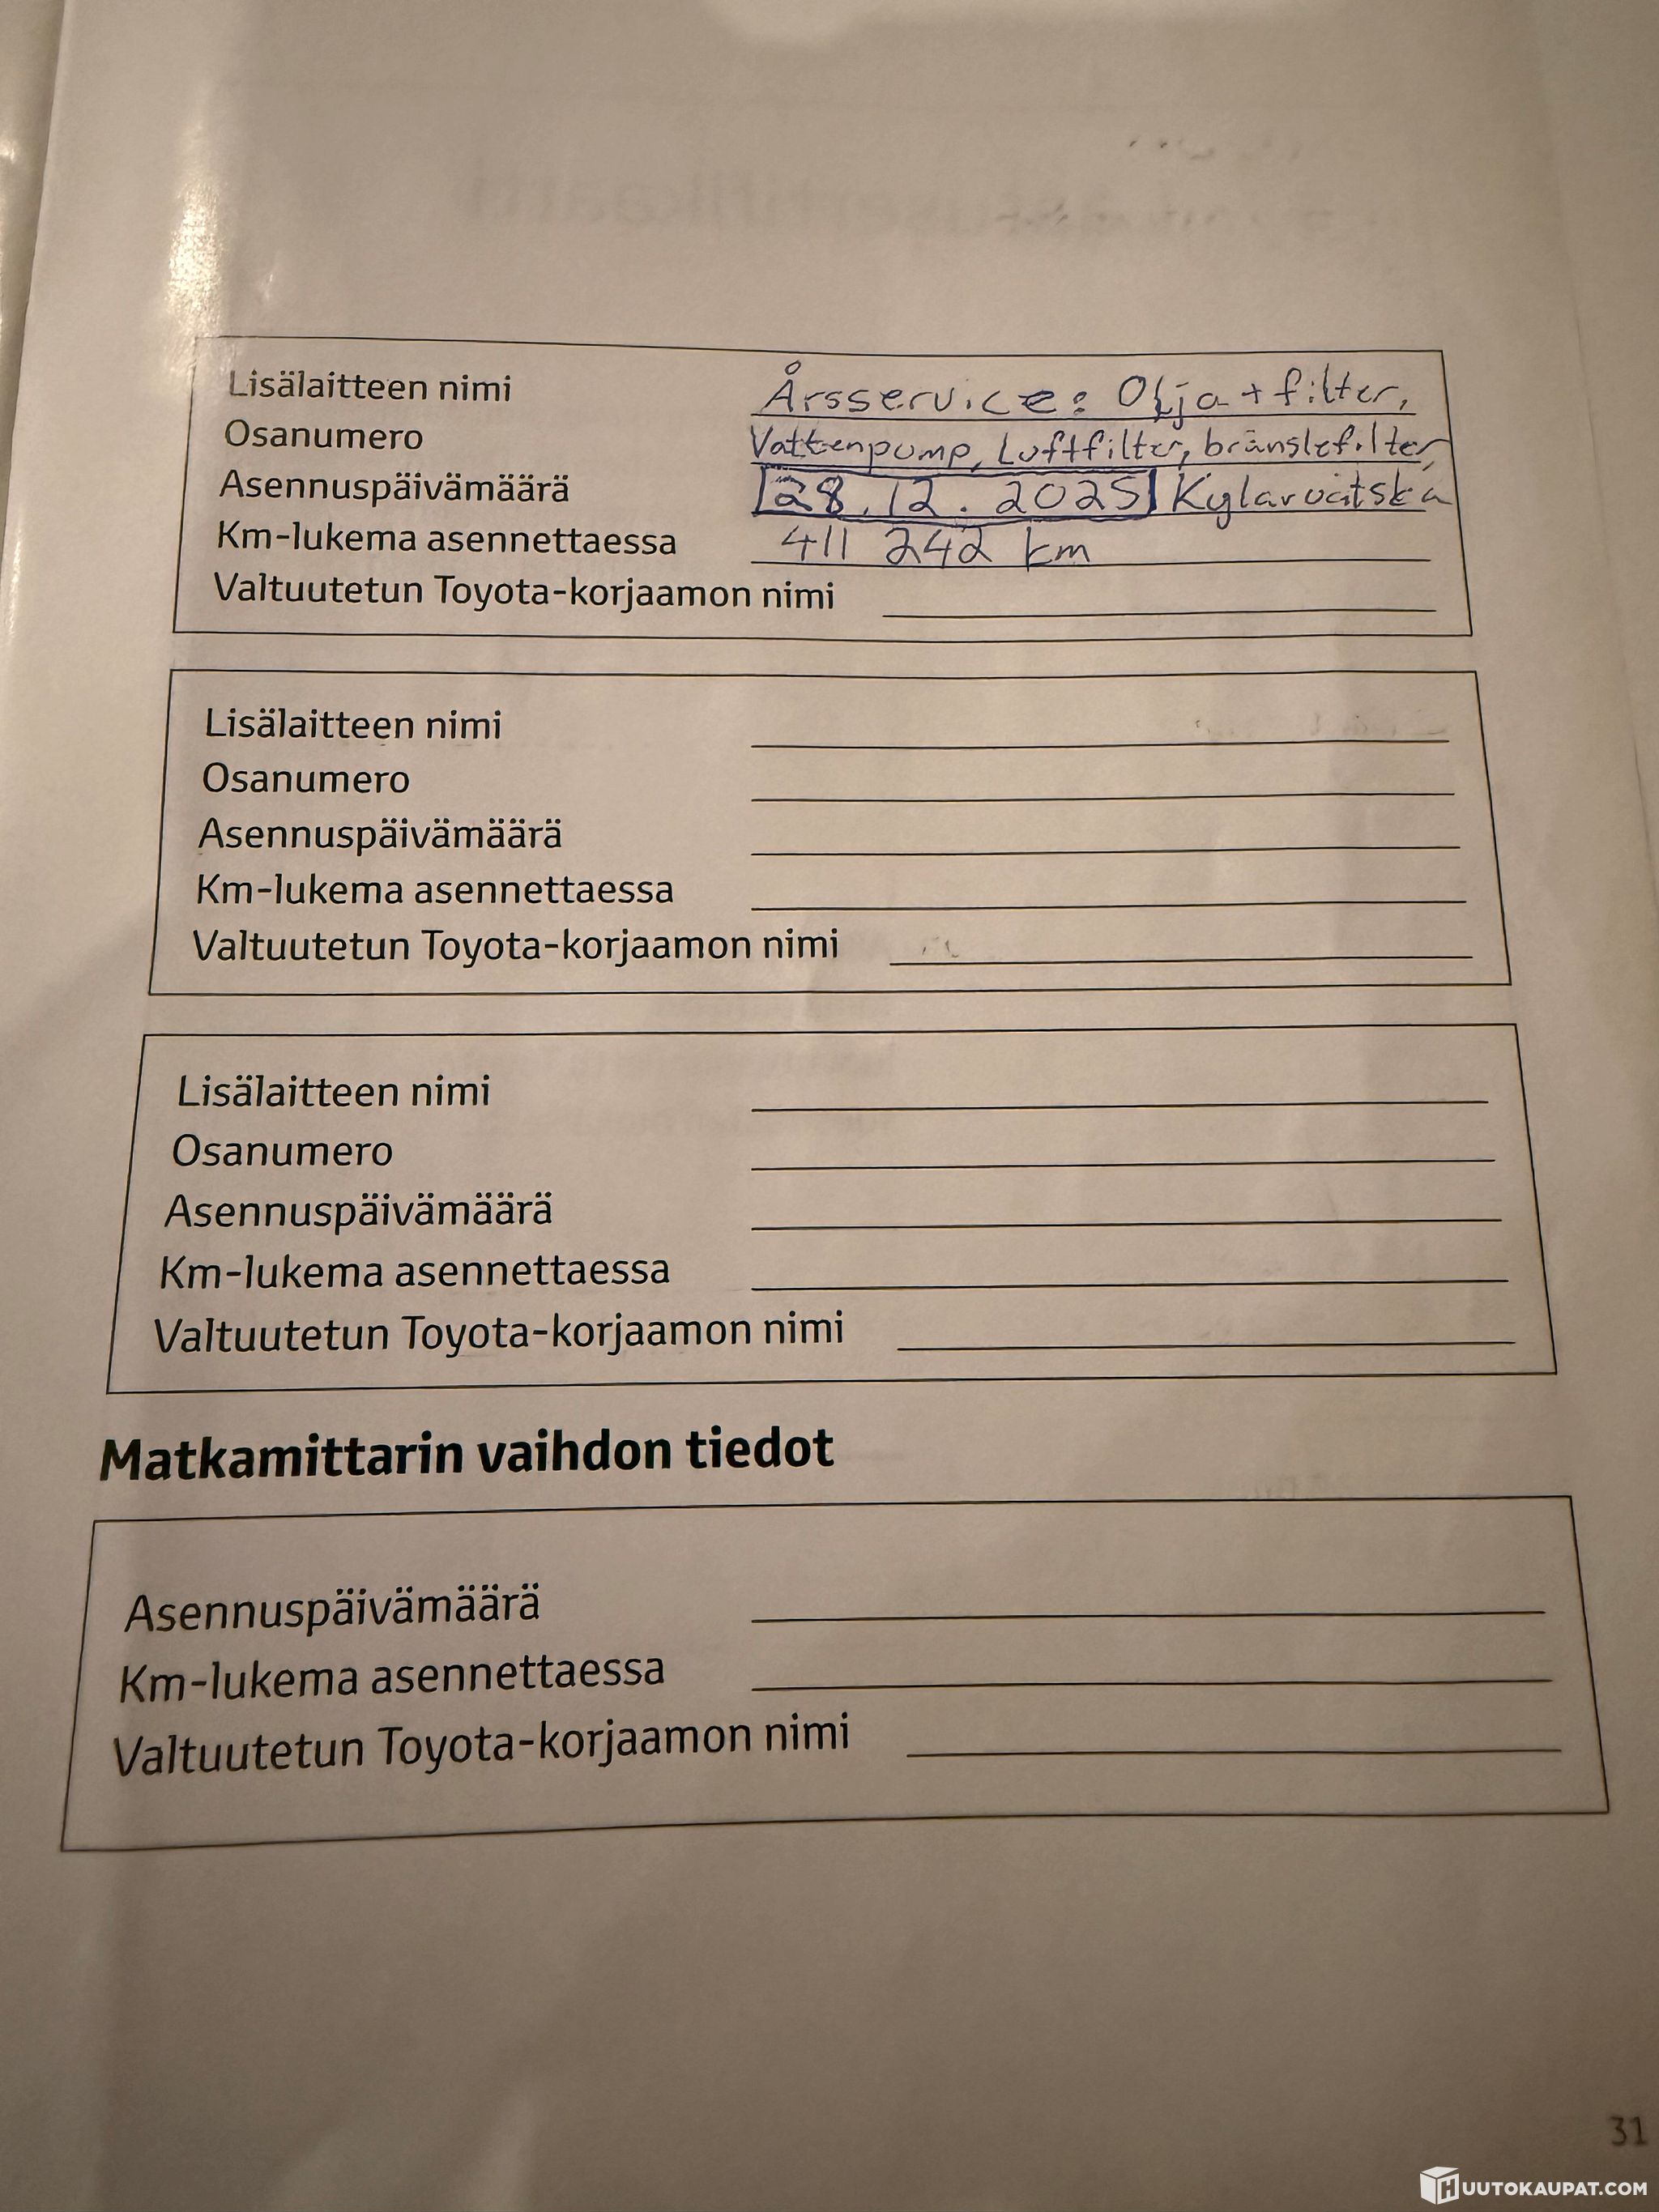 Lisälaitteen nimi Årsservice: Olja + filter,
Osanumero Vattenpump, Luftfilter, bränslefilter,
Asennuspäivämäärä 28.12.2025 Kylarvätska
Km-lukema asennettaessa 411 242 km
Valtuutetun Toyota-korjaamon nimi
Lisälaitteen nimi
Osanumero
Asennuspäivämäärä
Km-lukema asennettaessa
Valtuutetun Toyota-korjaamon nimi
Lisälaitteen nimi
Osanumero
Asennuspäivämäärä
Km-lukema asennettaessa
Valtuutetun Toyota-korjaamon nimi
Matkamittarin vaihdon tiedot
Asennuspäivämäärä
Km-lukema asennettaessa
Valtuutetun Toyota-korjaamon nimi
31
HUUTOKAUPAT.COM